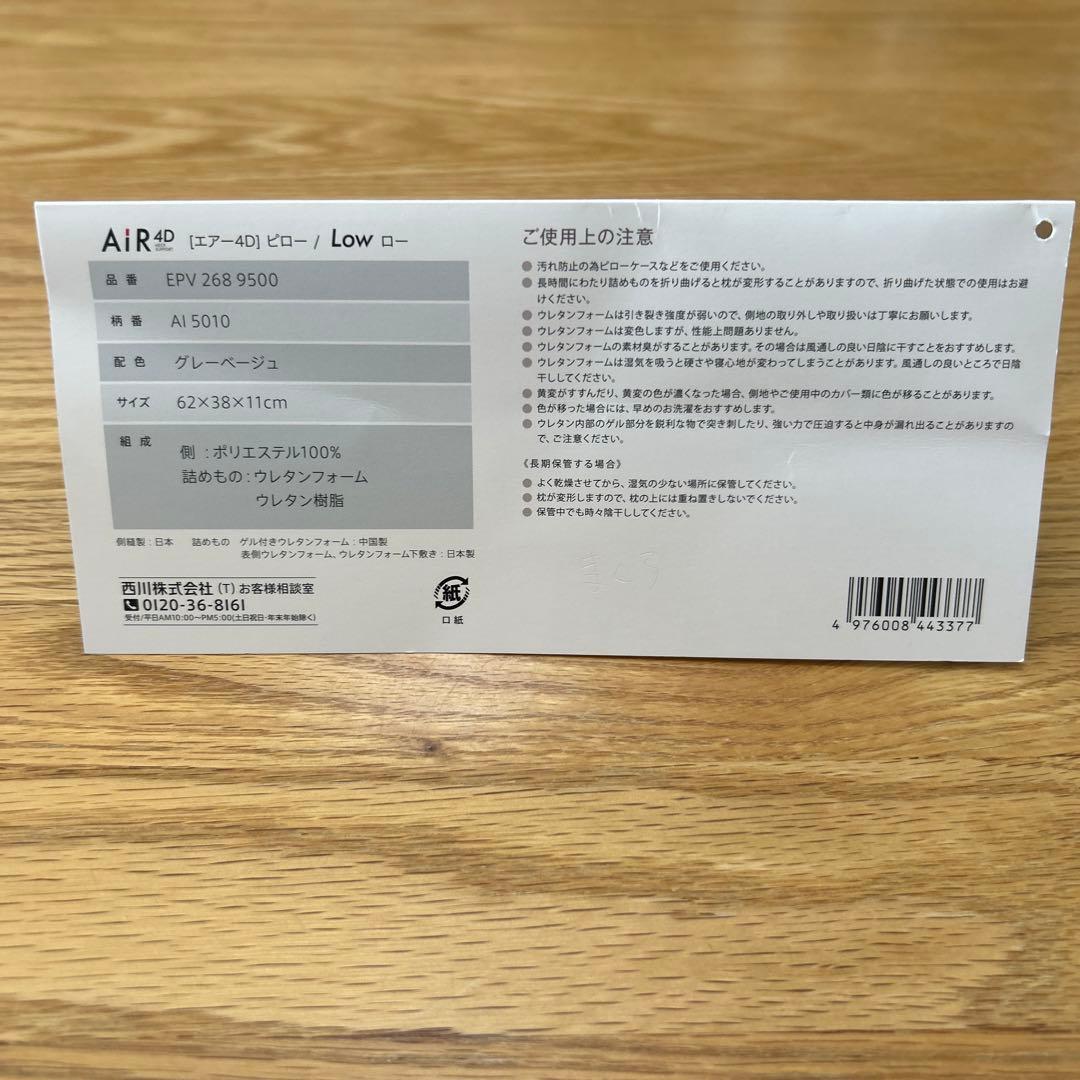 AiR 4D NECK SUPPORT [エアー4D] ピロー / Low ロー
品番 EPV 268 9500
柄番 AI 5010
配色 グレーベージュ
サイズ 62×38×11cm
組成 側 : ポリエステル100%
詰めもの : ウレタンフォーム
ウレタン樹脂
側縫製 : 日本 詰めもの ゲル付きウレタンフォーム : 中国製
表側ウレタンフォーム、ウレタンフォーム下敷き : 日本製
西川株式会社 (T) お客様相談室
0120-36-8161
受付/平日AM10:00〜PM5:00(土日祝日・年末年始除く)
紙
口紙
ご使用上の注意
● 汚れ防止の為ピローケースなどをご使用ください。
● 長時間にわたり詰めものを折り曲げると枕が変形することがありますので、折り曲げた状態での使用はお避
けください。
● ウレタンフォームは引き裂き強度が弱いので、側地の取り外しや取り扱いは丁寧にお願いします。
● ウレタンフォームは変色しますが、性能上問題ありません。
● ウレタンフォームの素材臭がすることがあります。その場合は風通しの良い日陰に干すことをおすすめします。
● ウレタンフォームは湿気を吸うと硬さや寝心地が変わってしまうことがあります。風通しの良いところで日陰
干ししてください。
● 黄変がすすんだり、黄変の色が濃くなった場合、側地やご使用中のカバー類に色が移ることがあります。
● 色が移った場合には、早めのお洗濯をおすすめします。
● ウレタン内部のゲル部分を鋭利な物で突き刺したり、強い力で圧迫すると中身が漏れ出ることがありますの
で、ご注意ください。
《長期保管する場合》
● よく乾燥させてから、湿気の少ない場所に保管してください。
● 枕が変形しますので、枕の上には重ね置きしないでください。
● 保管中でも時々陰干ししてください。
まくら
4 976008 443377